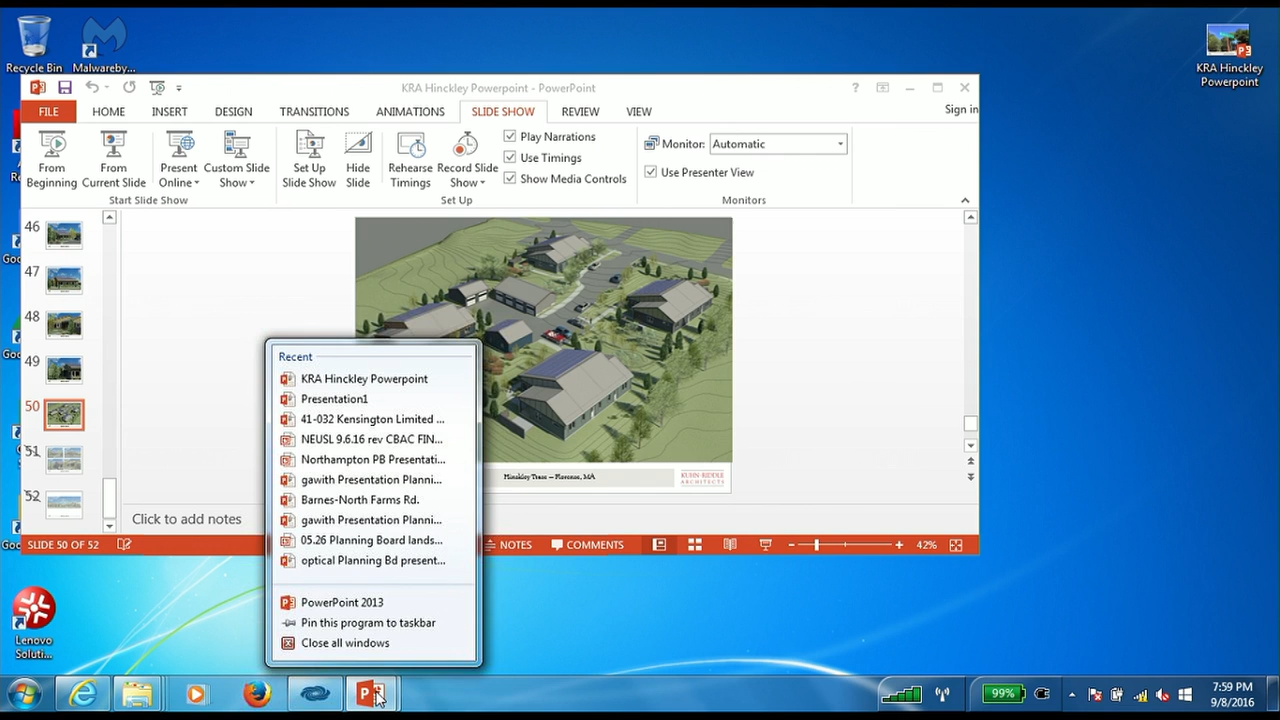 Recycle Bin
Malwareby...
KRA Hinckley
Powerpoint
KRA Hinckley Powerpoint - PowerPoint
?
FILE HOME INSERT DESIGN TRANSITIONS ANIMATIONS SLIDE SHOW REVIEW VIEW Sign in
From
Beginning
From
Current Slide
Present
Online
Custom Slide
Show
Start Slide Show
Set Up
Slide Show
Hide
Slide
Rehearse
Timings
Record Slide
Show
Play Narrations
Use Timings
Show Media Controls
Set Up
Monitor: Automatic
Use Presenter View
Monitors
46
47
48
49
50
51
52
Hinckley Trace – Florence, MA
KUHN RIDDLE
ARCHITECTS
Click to add notes
SLIDE 50 OF 52
NOTES
COMMENTS
42%
Recent
KRA Hinckley Powerpoint
Presentation1
41-032 Kensington Limited ...
NEUSL 9.6.16 rev CBAC FIN...
Northampton PB Presentati...
gawith Presentation Planni...
Barnes-North Farms Rd.
gawith Presentation Planni...
05.26 Planning Board lands...
optical Planning Bd present...
PowerPoint 2013
Pin this program to taskbar
Close all windows
Lenovo
Soluti...
99%
7:59 PM
9/8/2016